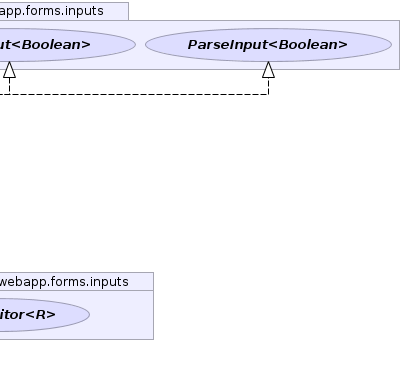 app.forms.inputs
ut<Boolean>
ParseInput<Boolean>
webapp.forms.inputs
itor<R>